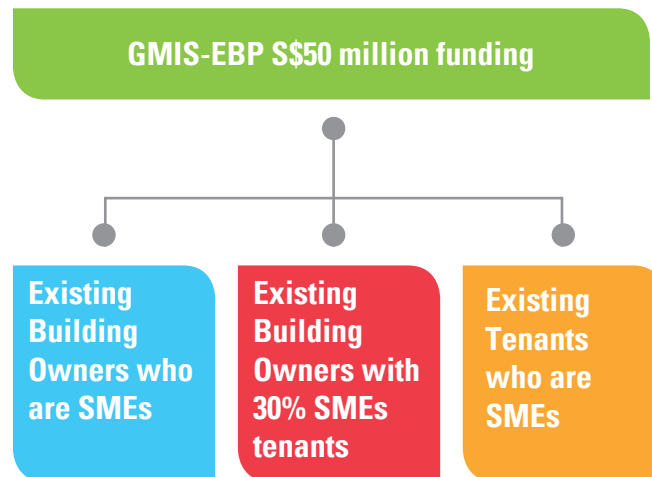 GMIS-EBP S$50 million funding
Existing
Building
Owners who
are SMEs
Existing
Building
Owners with
30% SMEs
tenants
Existing
Tenants
who are
SMEs